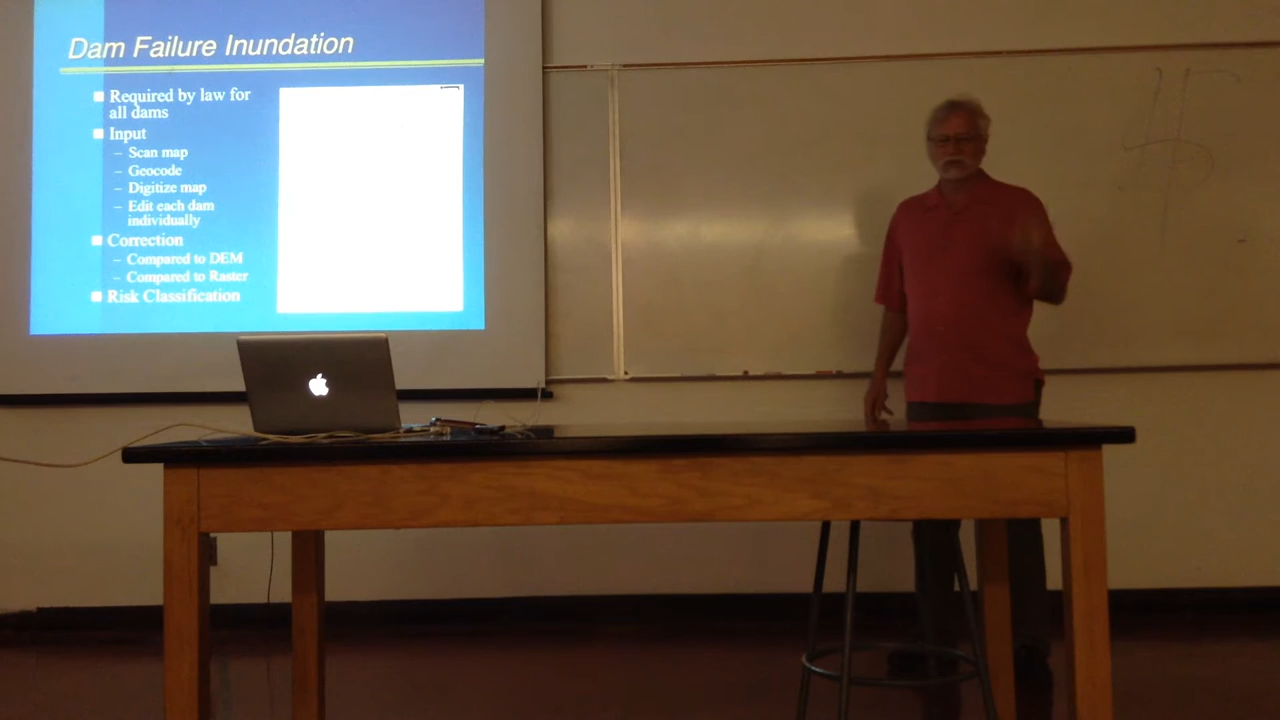 Dam Failure Inundation
Required by law for
all dams
Input
– Scan map
– Geocode
– Digitize map
– Edit each dam
individually
Correction
– Compared to DEM
– Compared to Raster
Risk Classification